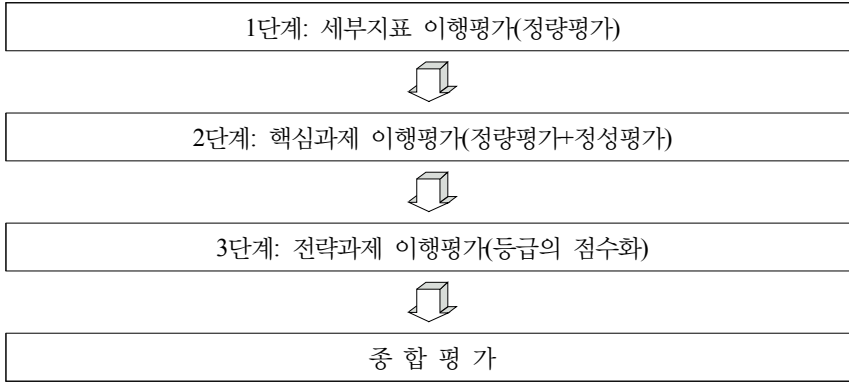 1단계: 세부지표 이행평가(정량평가)
2단계: 핵심과제 이행평가(정량평가+정성평가)
3단계: 전략과제 이행평가(등급의 점수화)
종 합 평 가